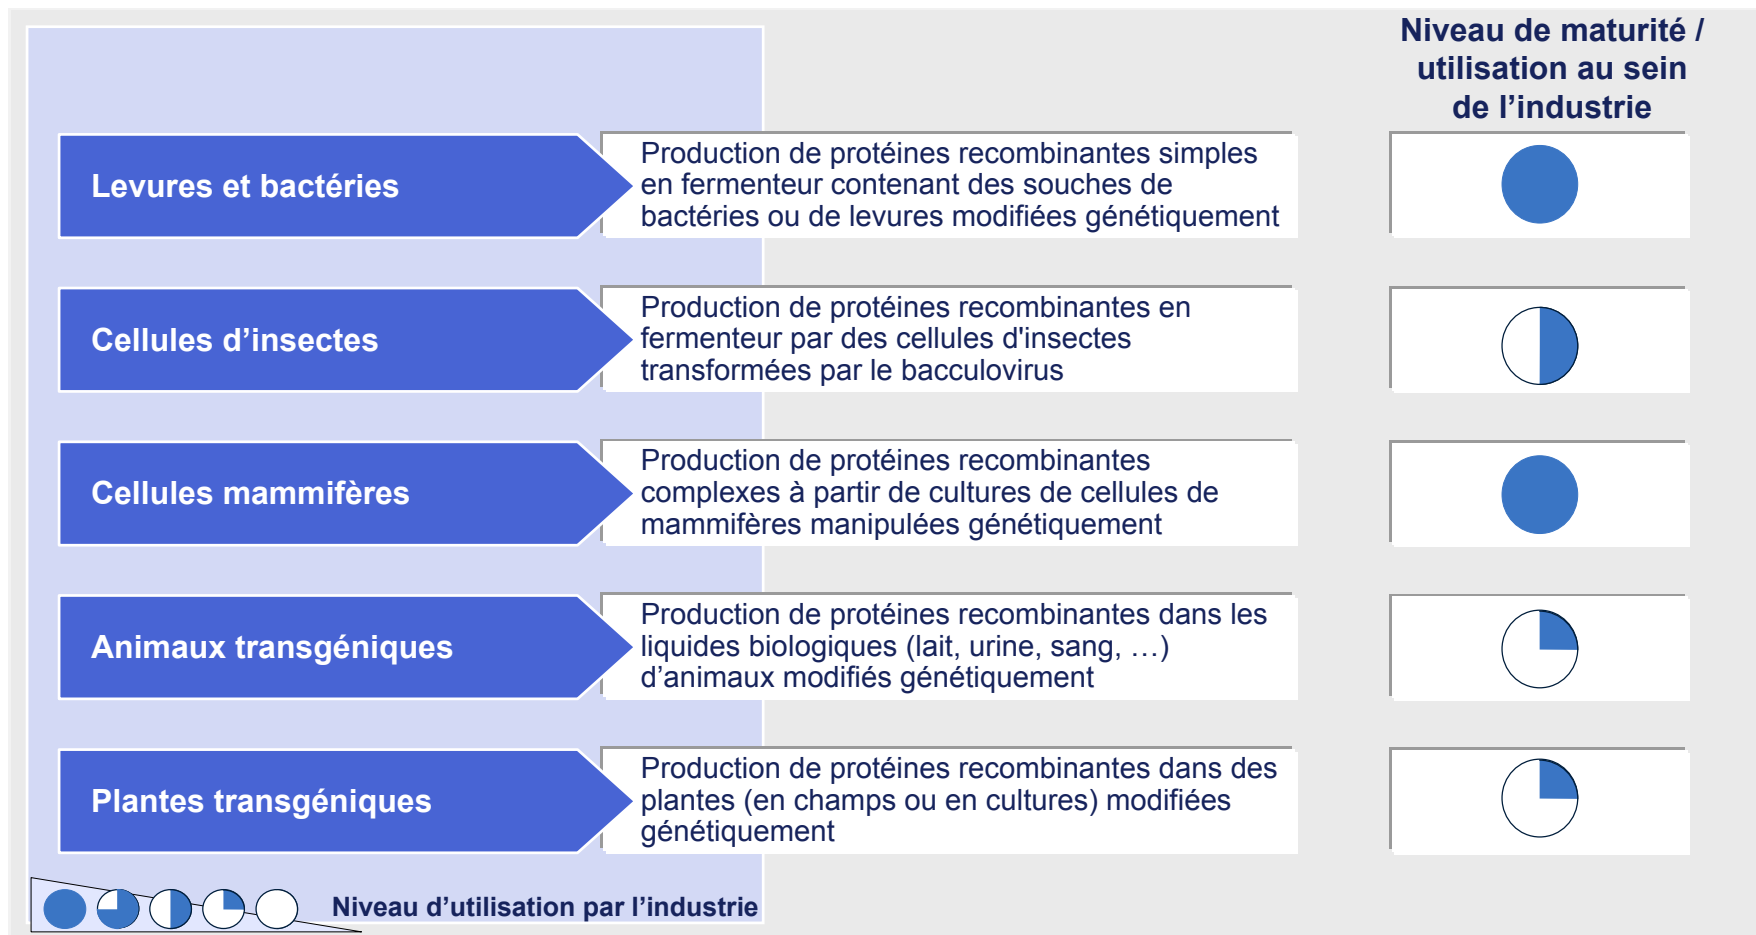 Niveau de maturité /
utilisation au sein
de l’industrie
Levures et bactéries
Production de protéines recombinantes simples
en fermenteur contenant des souches de
bactéries ou de levures modifiées génétiquement
Cellules d’insectes
Production de protéines recombinantes en
fermenteur par des cellules d'insectes
transformées par le bacculovirus
Cellules mammifères
Production de protéines recombinantes
complexes à partir de cultures de cellules de
mammifères manipulées génétiquement
Animaux transgéniques
Production de protéines recombinantes dans les
liquides biologiques (lait, urine, sang, …)
d’animaux modifiés génétiquement
Plantes transgéniques
Production de protéines recombinantes dans des
plantes (en champs ou en cultures) modifiées
génétiquement
Niveau d’utilisation par l’industrie